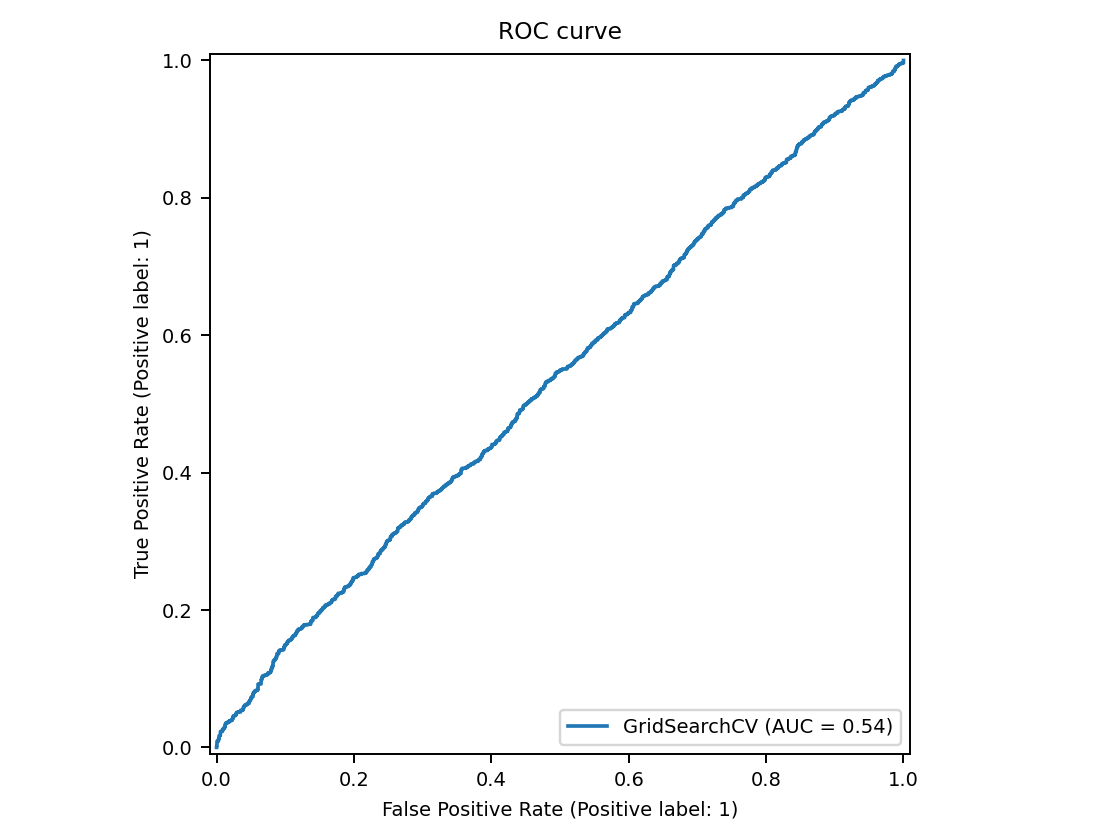 ROC curve
1.0
0.8
0.6
0.4
0.2
0.0
True Positive Rate (Positive label: 1)
GridSearchCV (AUC = 0.54)
0.0 0.2 0.4 0.6 0.8 1.0
False Positive Rate (Positive label: 1)